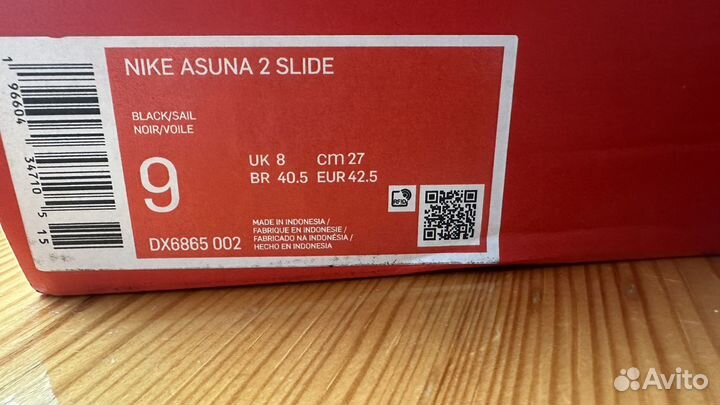 NIKE ASUNA 2 SLIDE
BLACK/SAIL
NOIR/VOILE
9
UK 8 cm 27
BR 40.5 EUR 42.5
RFID
DX6865 002
MADE IN INDONESIA/
FABRIQUE EN INDONESIE/
FABRICADO NA INDONÉSIA/
HECHO EN INDONESIA
1 96604 34710 5 15
Avito